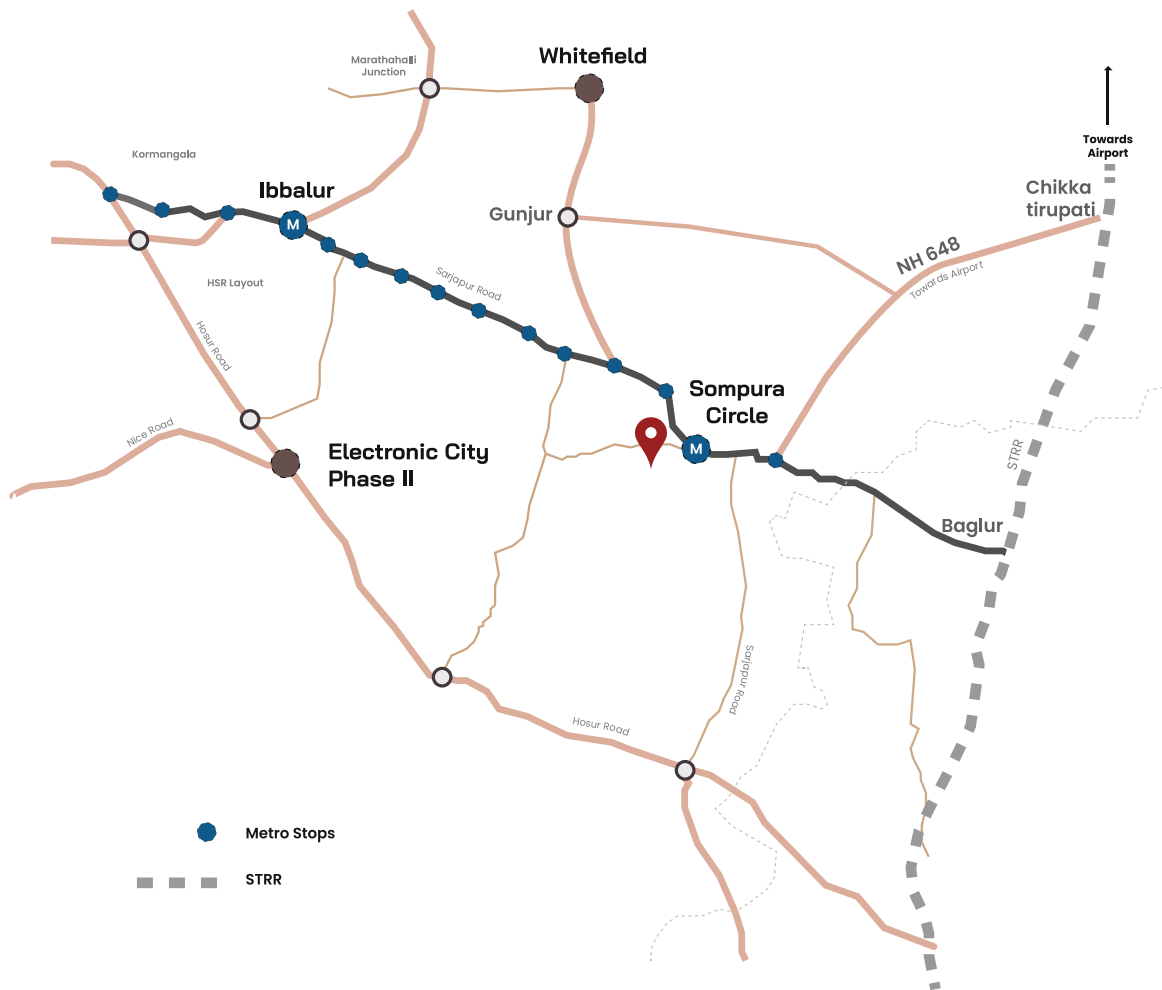 Whitefield
Marathahalli
Junction
Towards
Airport
Kormangala
Ibbalur
M
Chikka
tirupati
Gunjur
NH 648
Towards Airport
HSR Layout
Sarjapur Road
Hosur Road
Sompura
Circle
M
Nice Road
Electronic City
Phase II
STRR
Baglur
Sarjapur Road
Hosur Road
Metro Stops
STRR